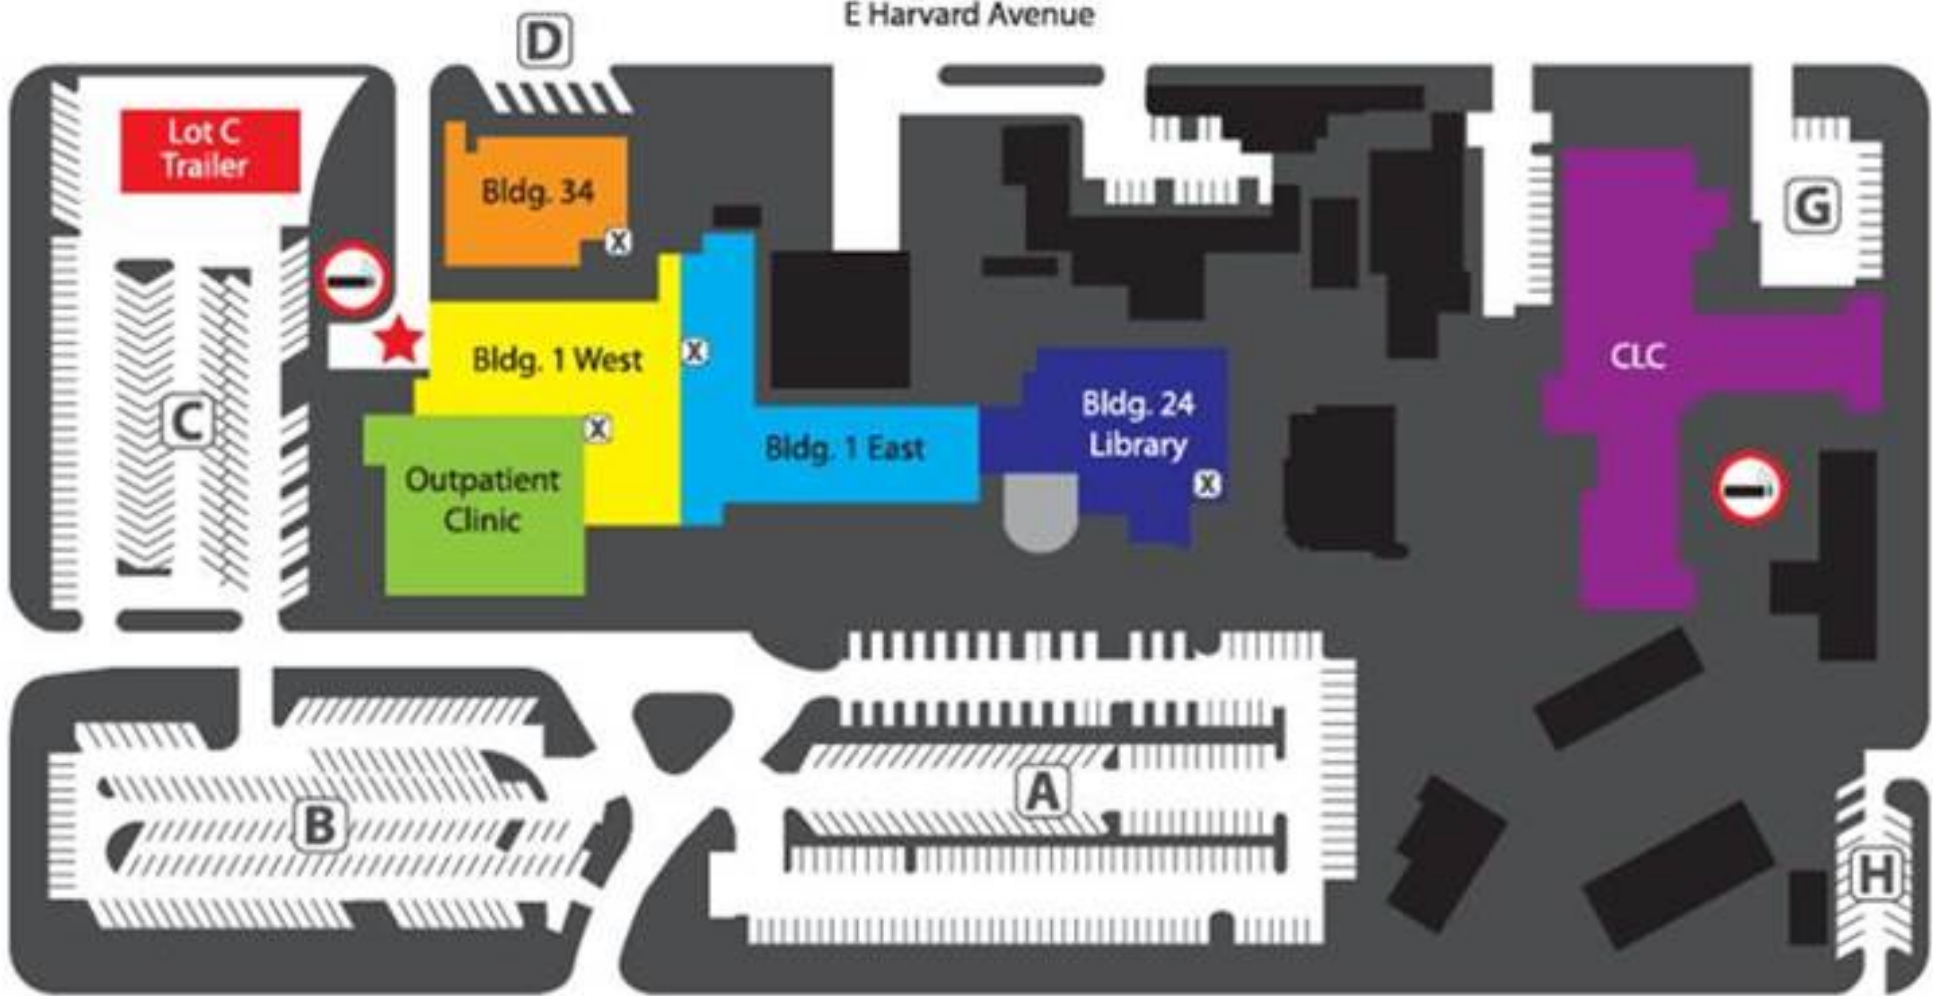 E Harvard Avenue
D
Lot C
Trailer
Bldg. 34
X
G
Bldg. 1 West
X
CLC
C
X
Bldg. 24
Library
Bldg. 1 East
Outpatient
Clinic
X
A
B
H